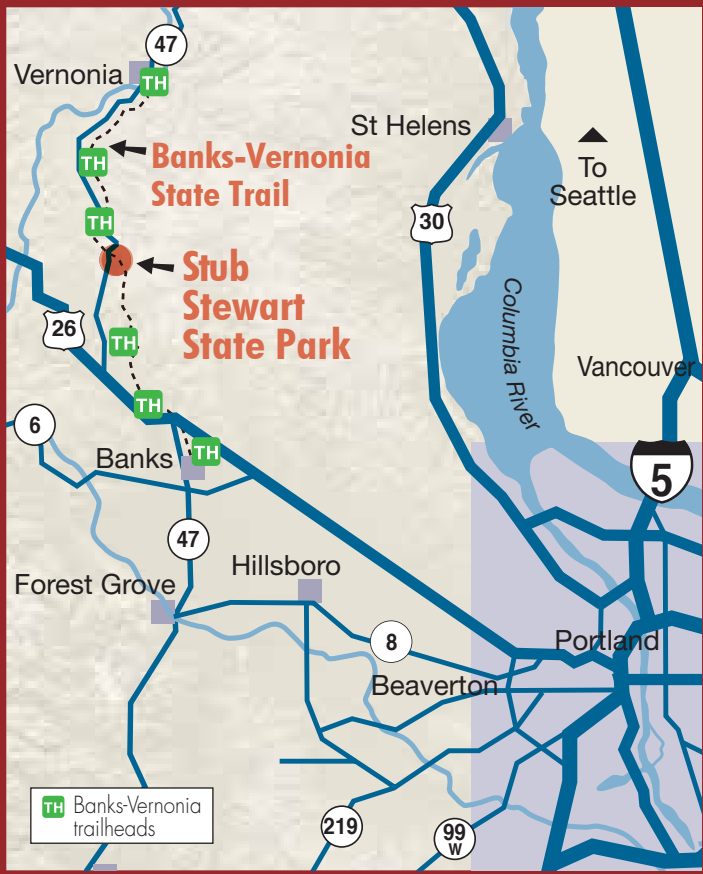 47
Vernonia
TH
St Helens
To
Seattle
TH
Banks-Vernonia
State Trail
TH
30
Stub
Stewart
State Park
Columbia River
26
TH
Vancouver
TH
6
TH
Banks
5
47
Hillsboro
Forest Grove
8
Portland
Beaverton
TH Banks-Vernonia
trailheads
219
99
W